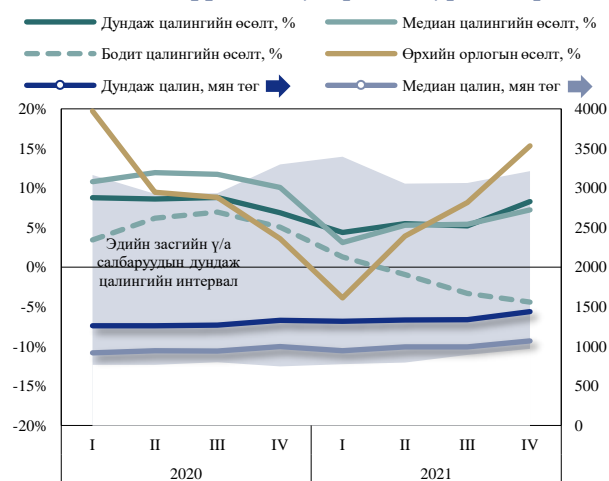 Дундаж цалингийн өсөлт, %
Медиан цалингийн өсөлт, %
Бодит цалингийн өсөлт, %
Өрхийн орлогын өсөлт, %
Дундаж цалин, мян төг
Медиан цалин, мян төг
20%
15%
10%
5%
0%
-5%
-10%
-15%
-20%
4000
3500
3000
2500
2000
1500
1000
500
0
Эдийн засгийн ү/а
салбаруудын дундаж
цалингийн интервал
I II III IV I II III IV
2020 2021